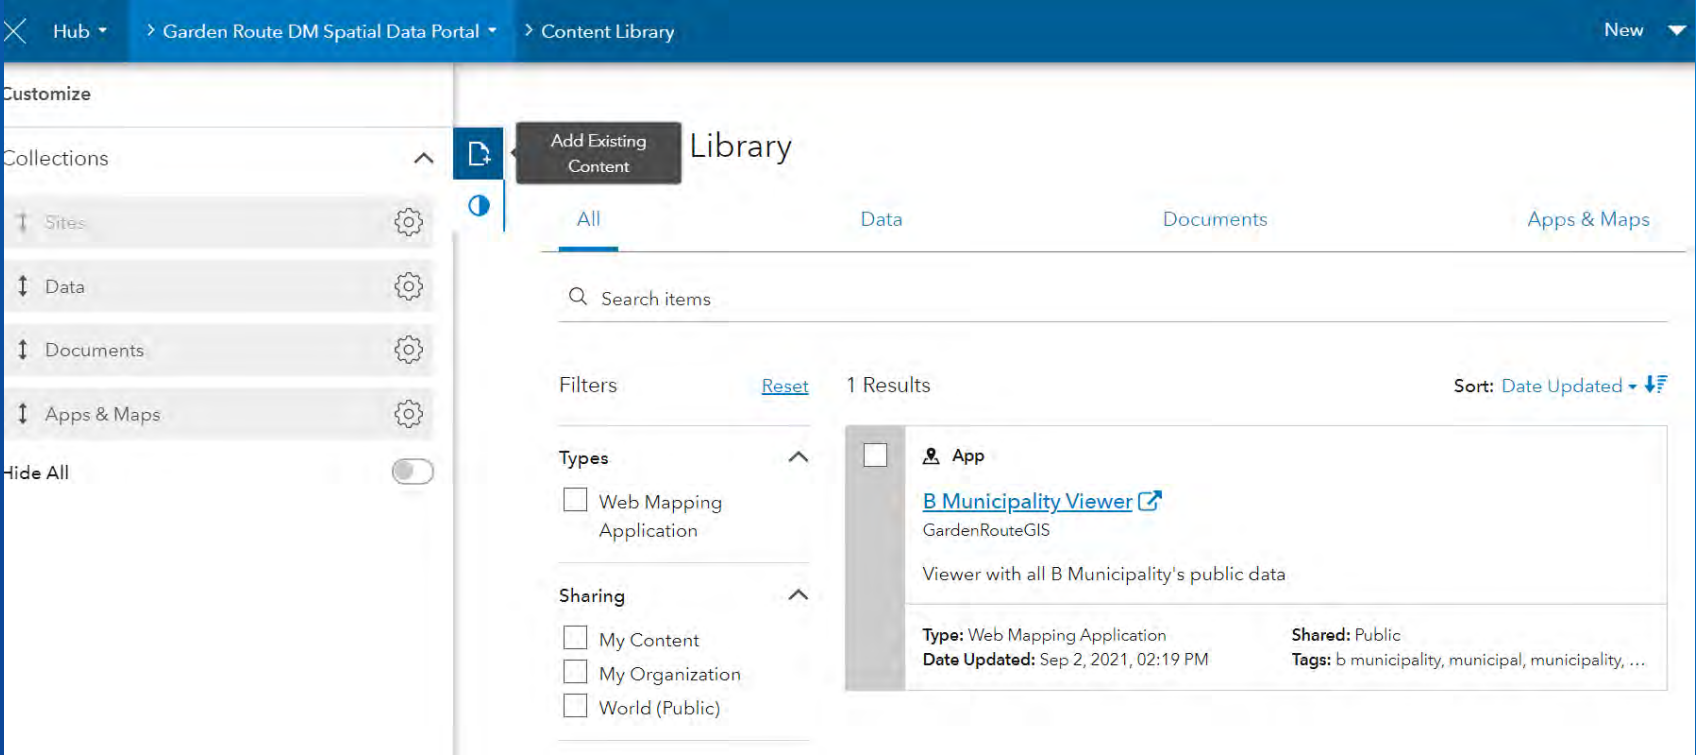 Hub > Garden Route DM Spatial Data Portal > Content Library New
Customize
Collections
Sites
Data
Documents
Apps & Maps
Hide All
Add Existing
Content
Library
All Data Documents Apps & Maps
Search items
Filters Reset
Types
Web Mapping
Application
Sharing
My Content
My Organization
World (Public)
1 Results Sort: Date Updated
App
B Municipality Viewer
GardenRouteGIS
Viewer with all B Municipality's public data
Type: Web Mapping Application Shared: Public
Date Updated: Sep 2, 2021, 02:19 PM Tags: b municipality, municipal, municipality, ...